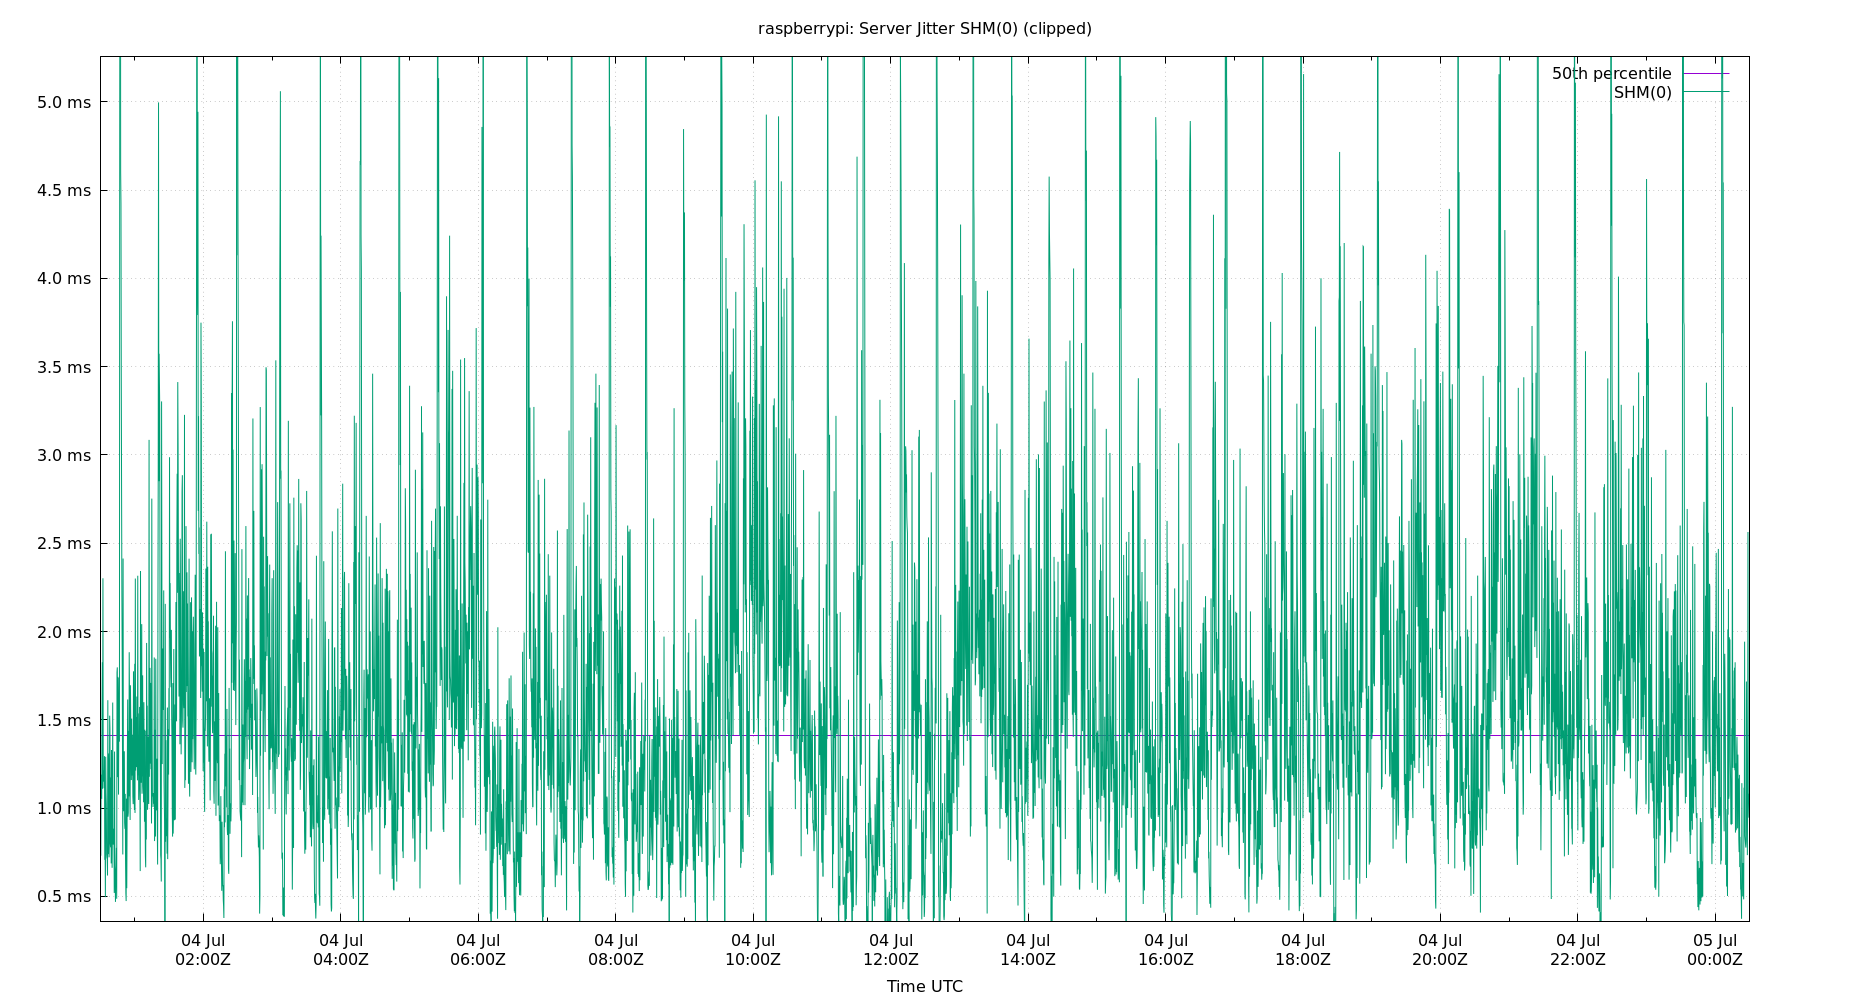 raspberrypi: Server Jitter SHM(0) (clipped)
50th percentile
SHM(0)
5.0 ms
4.5 ms
4.0 ms
3.5 ms
3.0 ms
2.5 ms
2.0 ms
1.5 ms
1.0 ms
0.5 ms
04 Jul 04 Jul 04 Jul 04 Jul 04 Jul 04 Jul 04 Jul 04 Jul 04 Jul 04 Jul 04 Jul 05 Jul
02:00Z 04:00Z 06:00Z 08:00Z 10:00Z 12:00Z 14:00Z 16:00Z 18:00Z 20:00Z 22:00Z 00:00Z
Time UTC